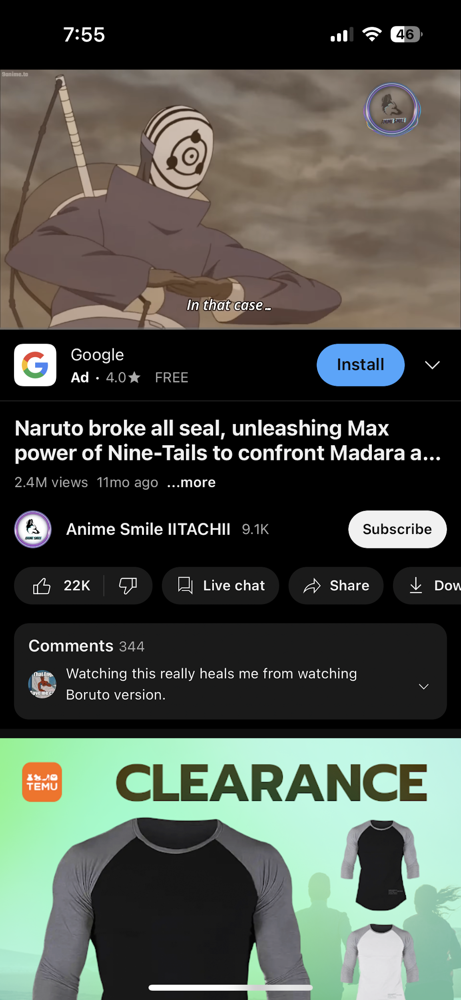 7:55
46
9anime.to
ANIME SMILE
In that case...
Google
Ad · 4.0★ FREE
Install
Naruto broke all seal, unleashing Max
power of Nine-Tails to confront Madara a...
2.4M views 11mo ago ...more
ANIME SMILE
Anime Smile IITACHII 9.1K
Subscribe
22K
Live chat
Share
Dow
Comments 344
That Eng
Watching this really heals me from watching
Boruto version.
TEMU
CLEARANCE